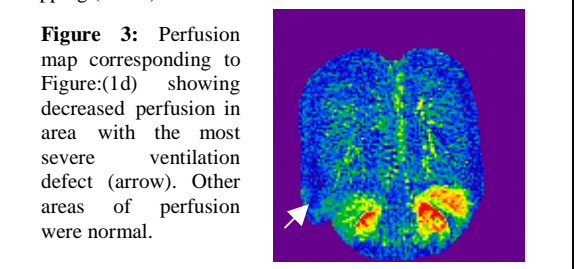 Figure 3: Perfusion
map corresponding to
Figure:(1d) showing
decreased perfusion in
area with the most
severe ventilation
defect (arrow). Other
areas of perfusion
were normal.